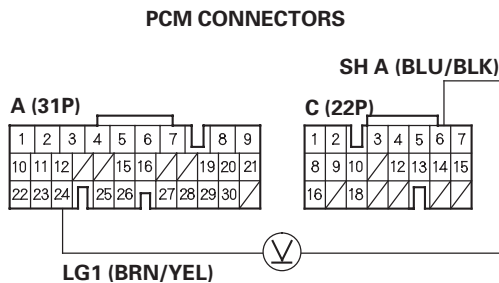 PCM CONNECTORS
SH A (BLU/BLK)
A (31P)
C (22P)
1 2 3 4 5 6 7 8 9
10 11 12 15 16 19 20 21
22 23 24 25 26 27 28 29 30
1 2 3 4 5 6 7
8 9 10 12 13 14 15
16 18
V
LG1 (BRN/YEL)